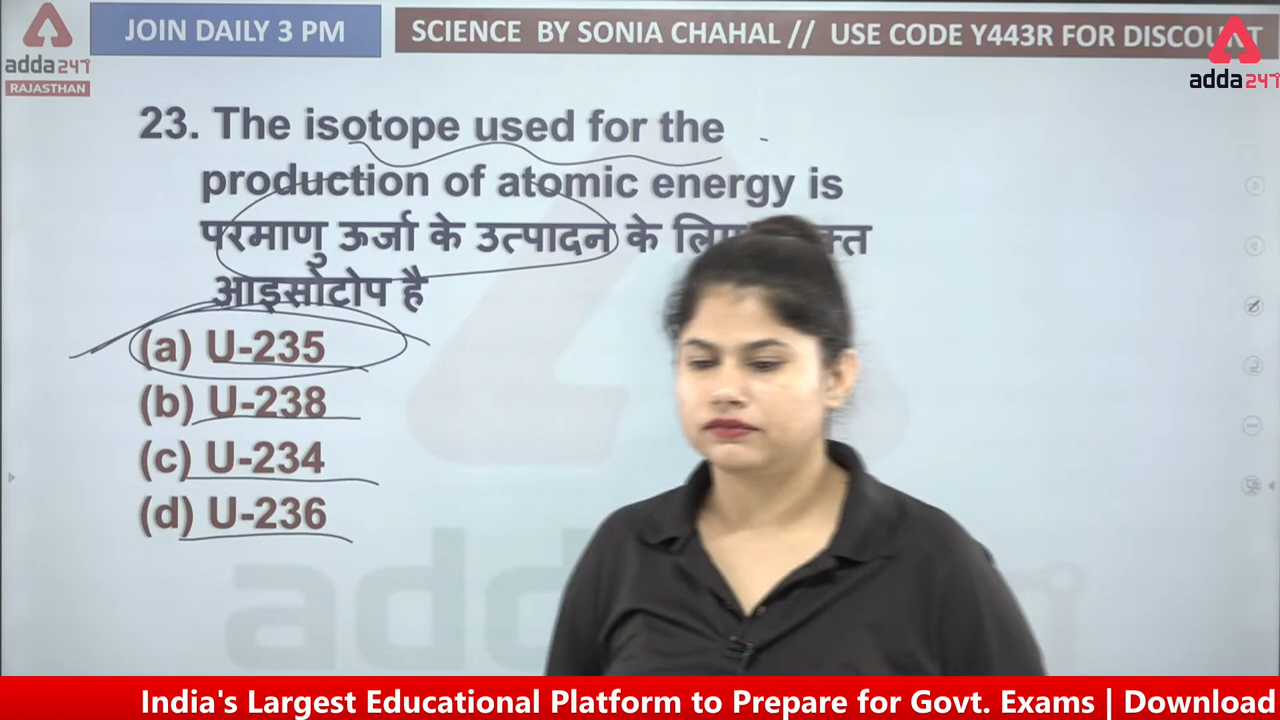 JOIN DAILY 3 PM
SCIENCE BY SONIA CHAHAL // USE CODE Y443R FOR DISCOUNT
adda247
RAJASTHAN
adda247
23. The isotope used for the
production of atomic energy is
परमाणु ऊर्जा के उत्पादन के
आइसोटोप है
(a) U-235
(b) U-238
(c) U-234
(d) U-236
India's Largest Educational Platform to Prepare for Govt. Exams | Download